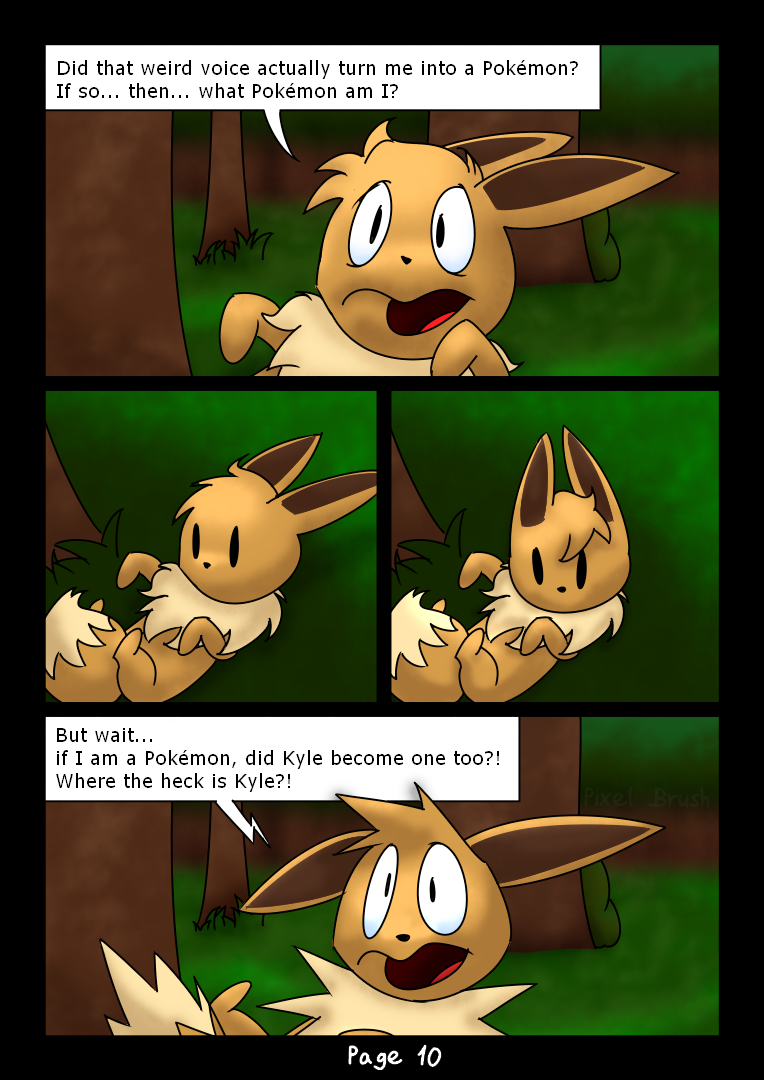 Did that weird voice actually turn me into a Pokémon?
If so... then... what Pokémon am I?
But wait...
if I am a Pokémon, did Kyle become one too?!
Where the heck is Kyle?!
Pixel Brush
Page 10